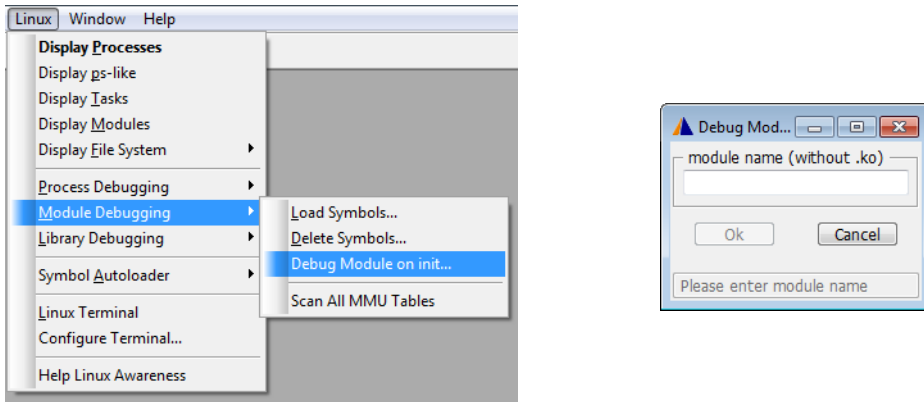 Linux Window Help
Display Processes
Display ps-like
Display Tasks
Display Modules
Display File System
Process Debugging
Module Debugging
Library Debugging
Symbol Autoloader
Linux Terminal
Configure Terminal...
Help Linux Awareness
Load Symbols...
Delete Symbols...
Debug Module on init...
Scan All MMU Tables
Debug Mod...
module name (without .ko)
Ok Cancel
Please enter module name